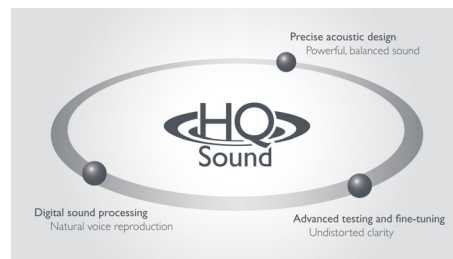 Precise acoustic design
Powerful, balanced sound
HQ
Sound
Digital sound processing
Natural voice reproduction
Advanced testing and fine-tuning
Undistorted clarity